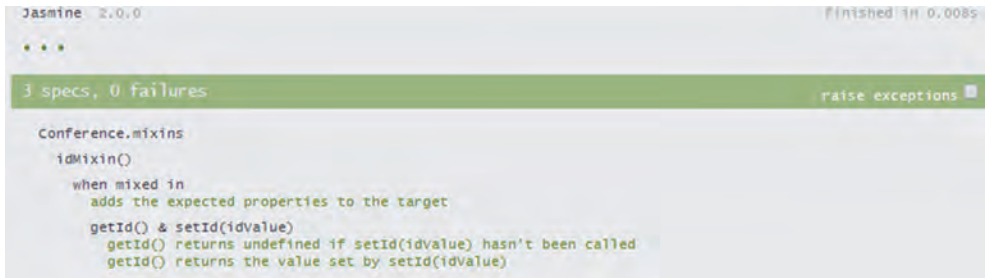 Jasmine 2.0.0
finished in 0.008s
3 specs, 0 failures
raise exceptions
Conference.mixins
idMixin()
when mixed in
adds the expected properties to the target
getId() & setId(idValue)
getId() returns undefined if setId(idValue) hasn't been called
getId() returns the value set by setId(idValue)